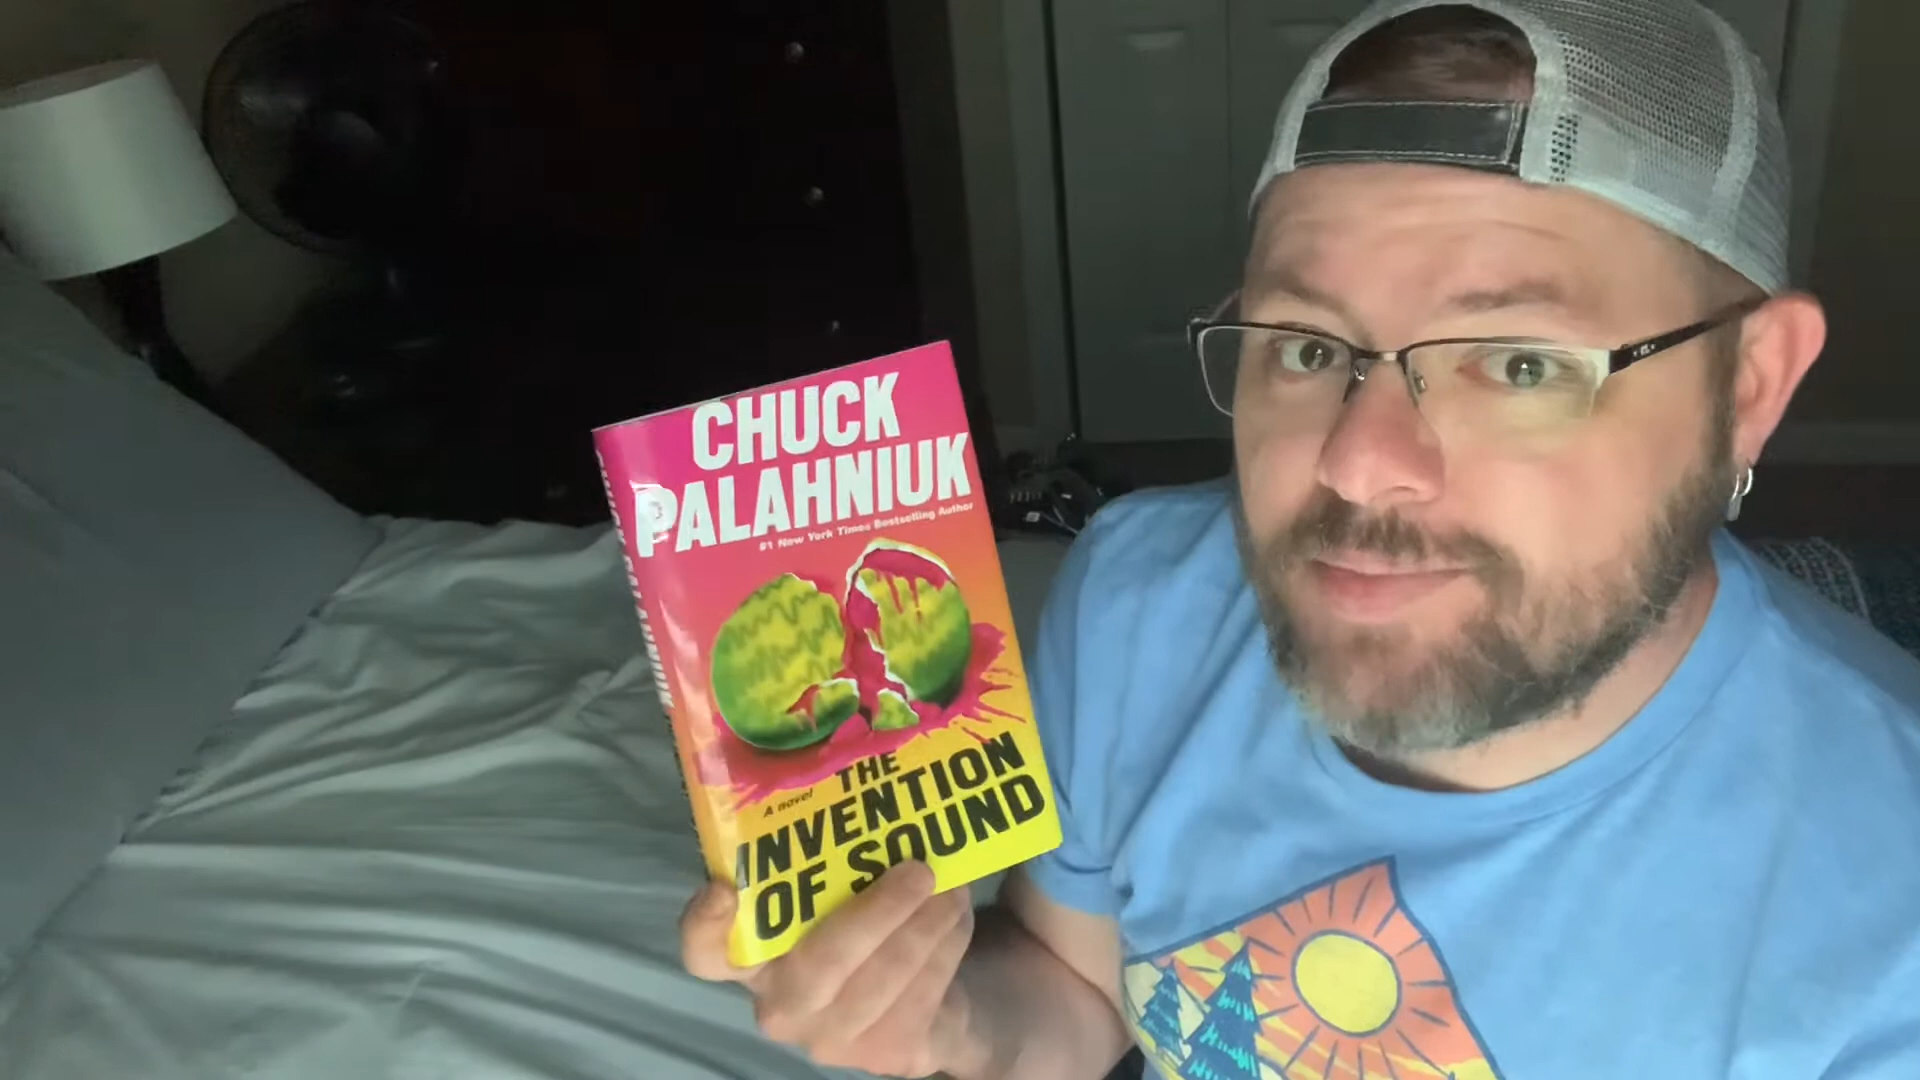 CHUCK
PALAHNIUK
#1 New York Times Bestselling Author
A novel
THE
INVENTION
OF SOUND